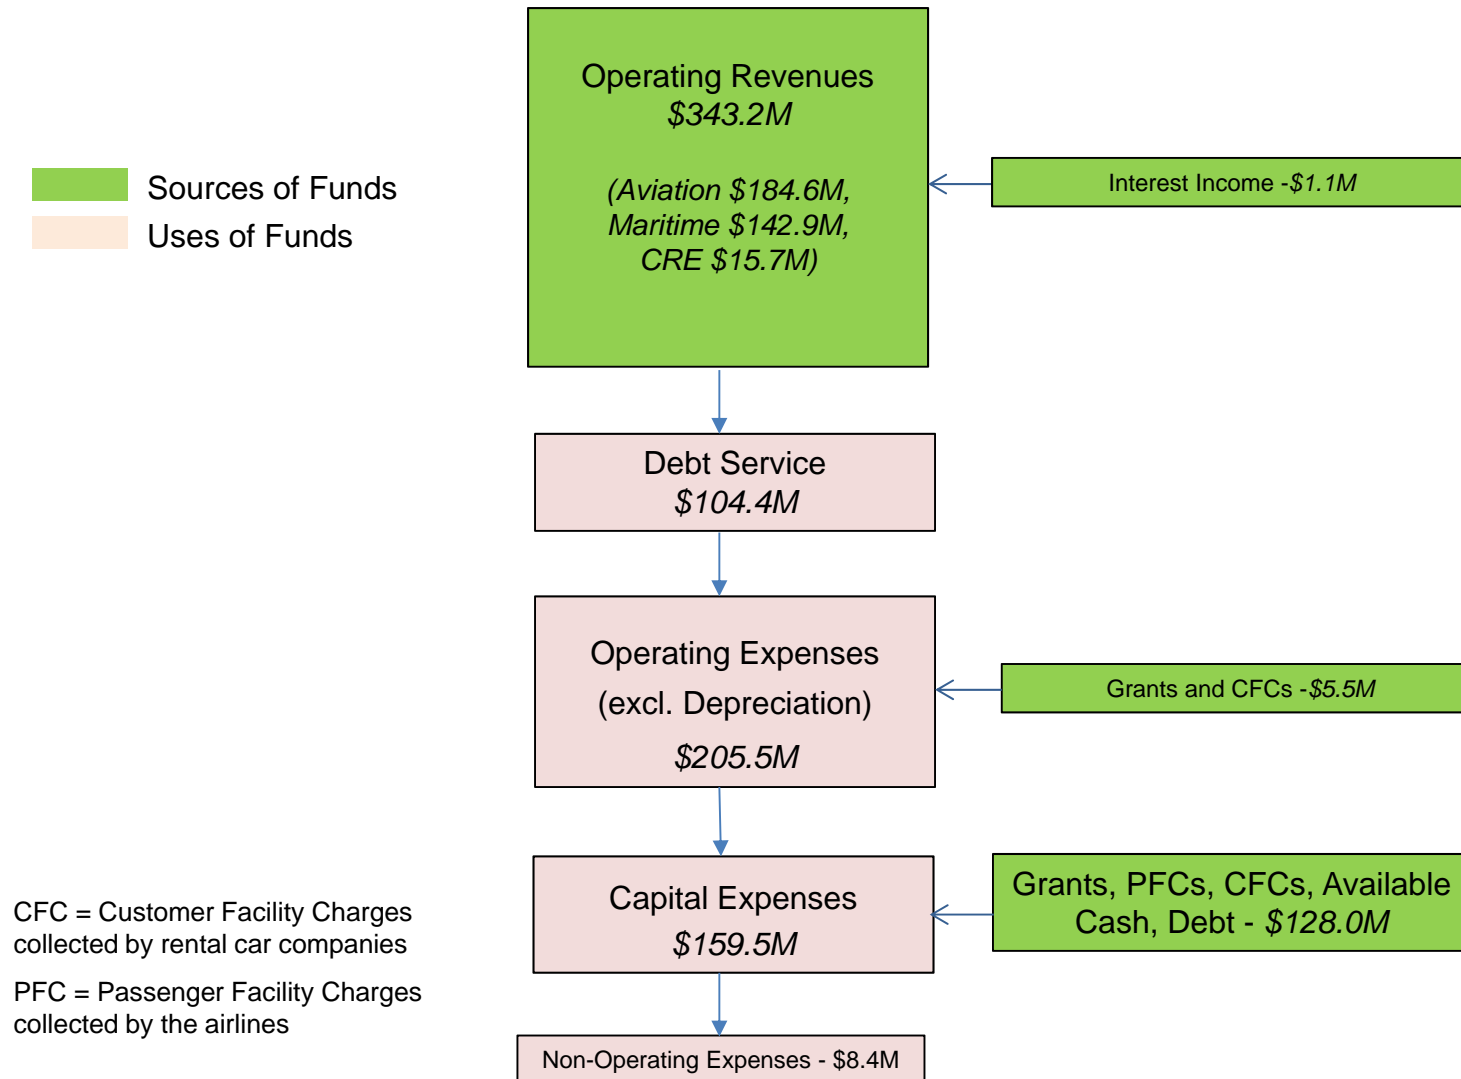 Operating Revenues
$343.2M
(Aviation $184.6M,
Maritime $142.9M,
CRE $15.7M)
Interest Income -$1.1M
Sources of Funds
Uses of Funds
Debt Service
$104.4M
Operating Expenses
(excl. Depreciation)
$205.5M
Grants and CFCs -$5.5M
Capital Expenses
$159.5M
Grants, PFCs, CFCs, Available
Cash, Debt - $128.0M
CFC = Customer Facility Charges
collected by rental car companies
PFC = Passenger Facility Charges
collected by the airlines
Non-Operating Expenses - $8.4M